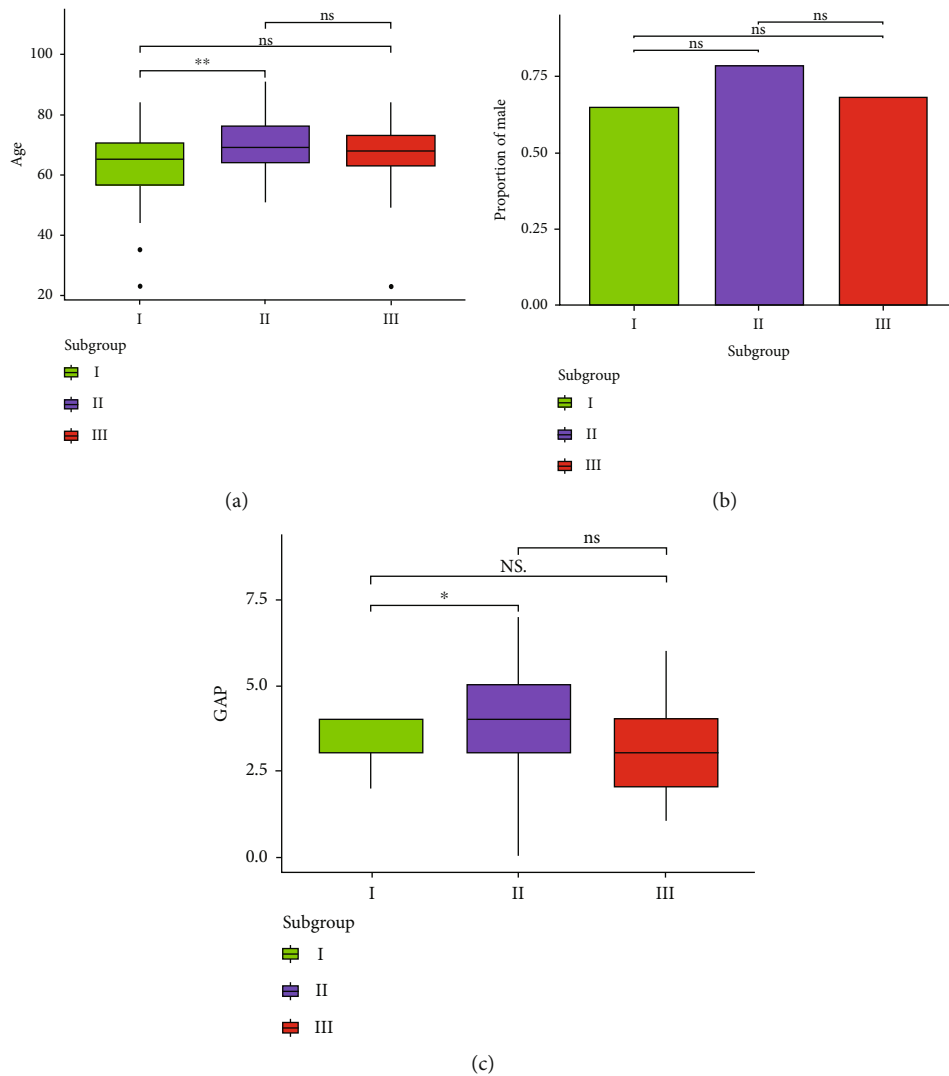 ns
ns
**
100
80
60
40
20
Age
I II III
Subgroup
I
II
III
(a)
ns
ns
ns
0.75
0.50
0.25
0.00
Proportion of male
I II III
Subgroup
Subgroup
I
II
III
(b)
ns
NS.
*
7.5
5.0
2.5
0.0
GAP
I II III
Subgroup
I
II
III
(c)